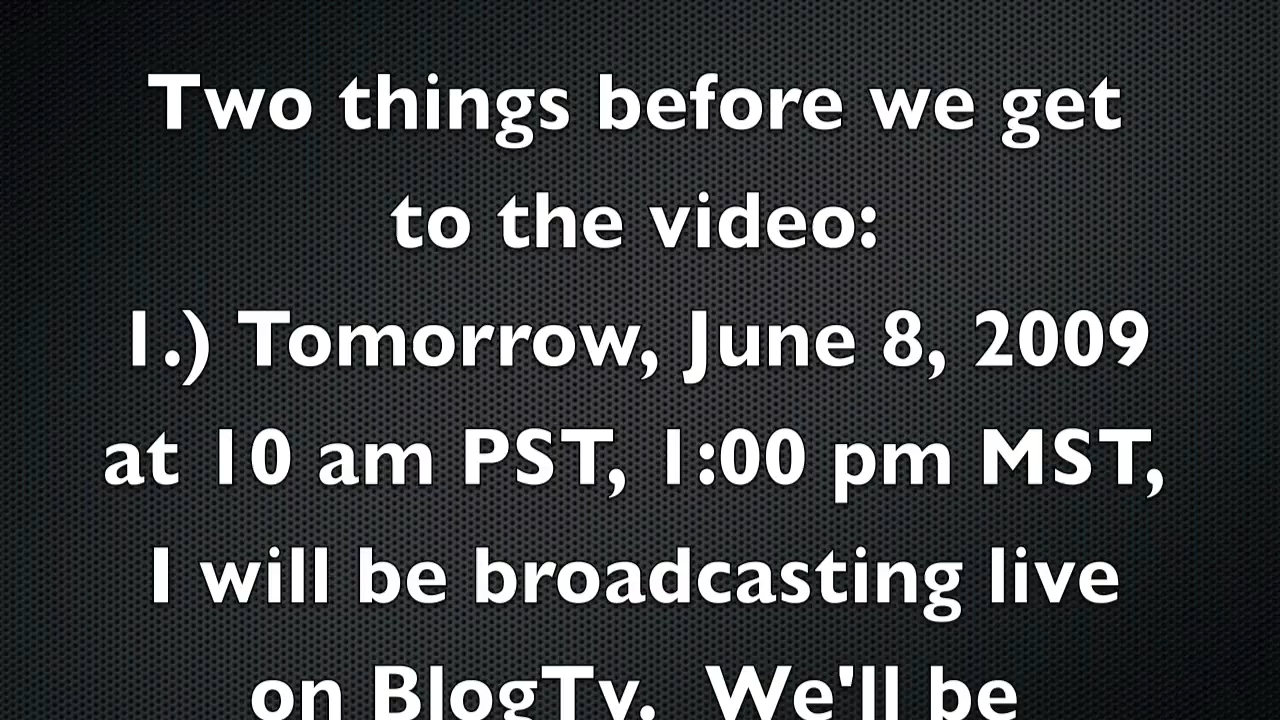 Two things before we get
to the video:
1.) Tomorrow, June 8, 2009
at 10 am PST, 1:00 pm MST,
I will be broadcasting live
on BlogTv.  We'll be